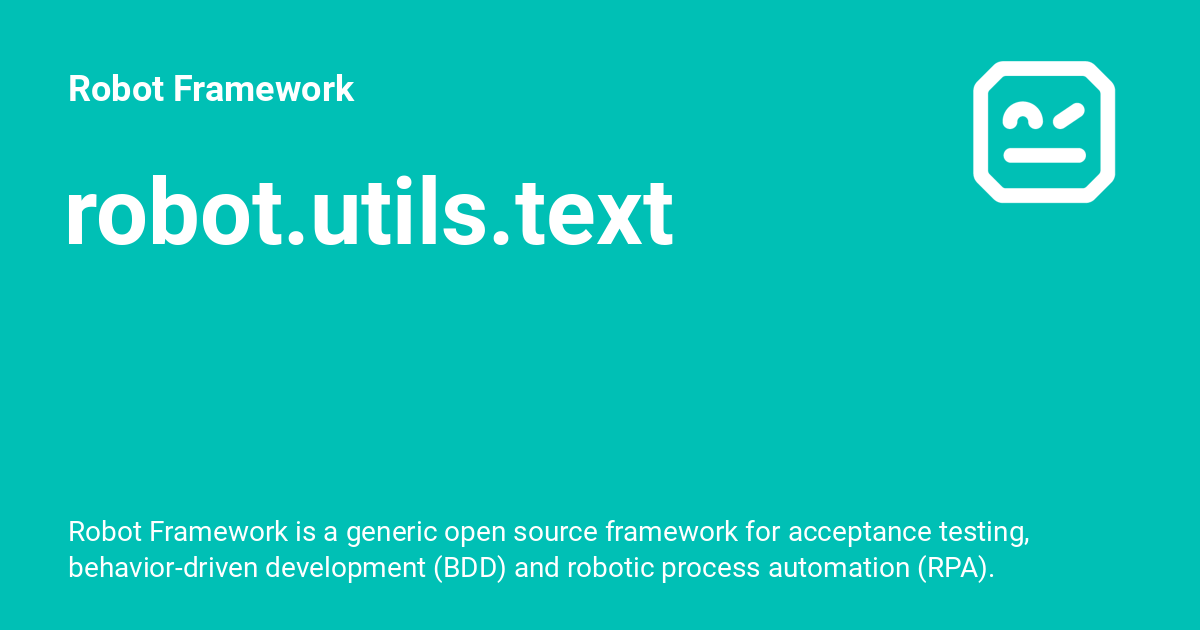 Robot Framework
robot.utils.text
Robot Framework is a generic open source framework for acceptance testing,
behavior-driven development (BDD) and robotic process automation (RPA).